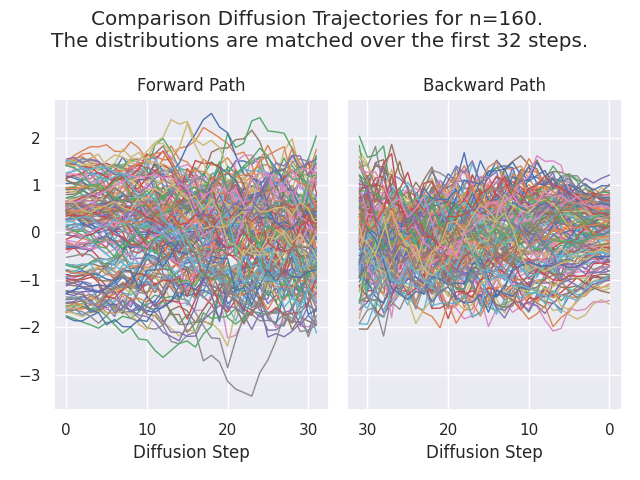 Comparison Diffusion Trajectories for n=160.
The distributions are matched over the first 32 steps.
Forward Path
Backward Path
2
1
0
−1
−2
−3
0 10 20 30
30 20 10 0
Diffusion Step
Diffusion Step